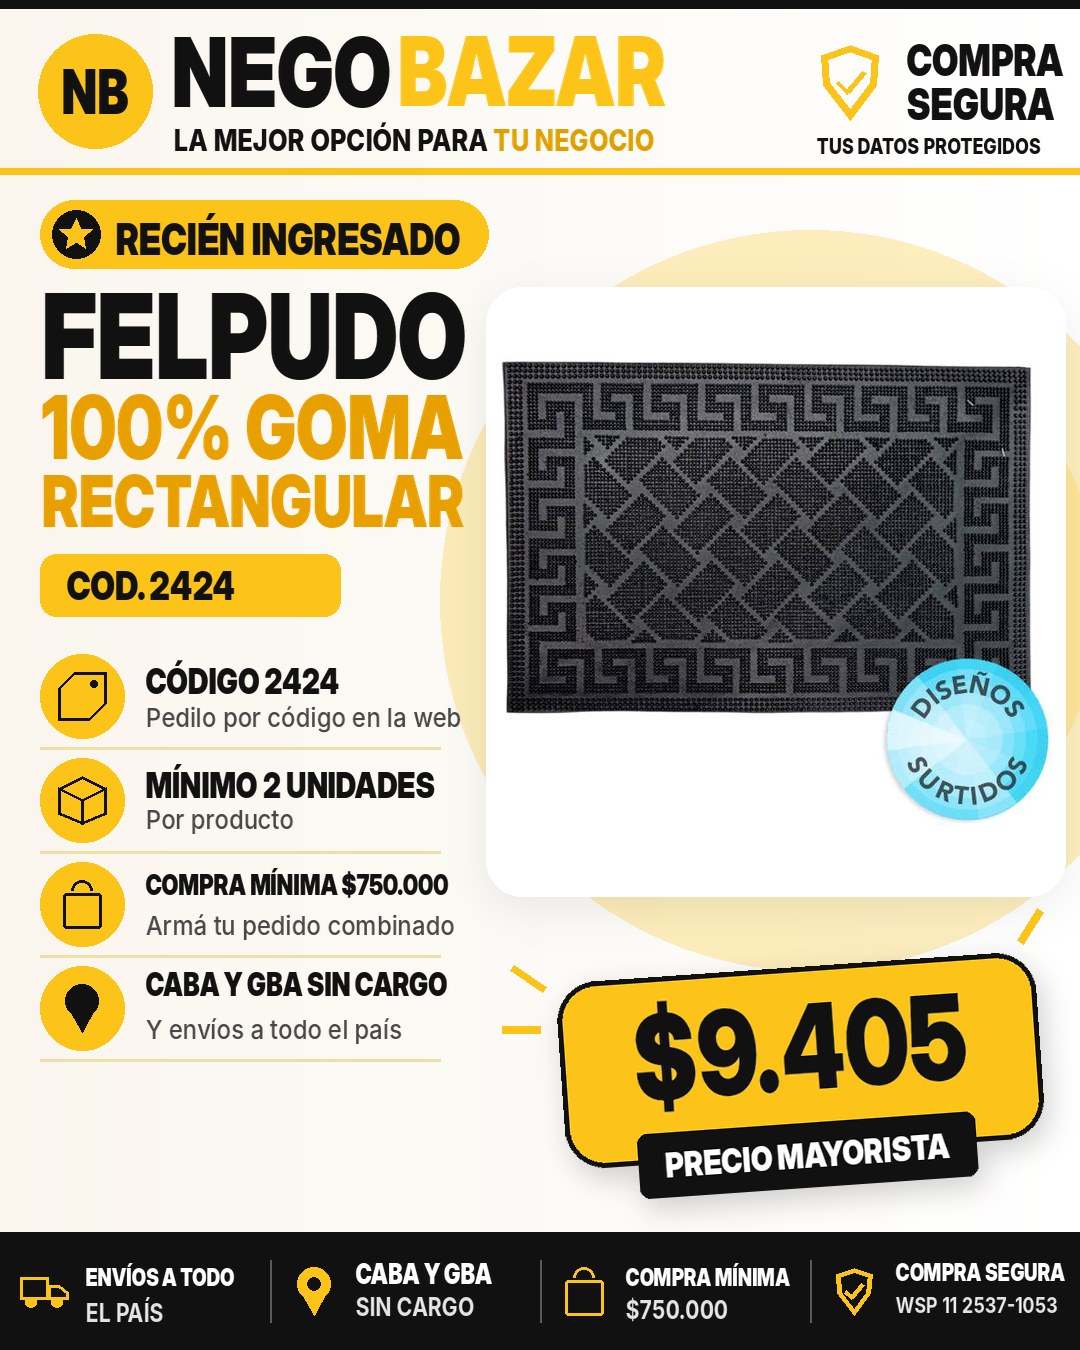 NB
NEGO BAZAR
LA MEJOR OPCIÓN PARA TU NEGOCIO
COMPRA
SEGURA
TUS DATOS PROTEGIDOS
RECIÉN INGRESADO
FELPUDO
100% GOMA
RECTANGULAR
COD. 2424
CÓDIGO 2424
Pedilo por código en la web
MÍNIMO 2 UNIDADES
Por producto
COMPRA MÍNIMA $750.000
Armá tu pedido combinado
CABA Y GBA SIN CARGO
Y envíos a todo el país
DISEÑOS
SURTIDOS
$9.405
PRECIO MAYORISTA
ENVÍOS A TODO
EL PAÍS
CABA Y GBA
SIN CARGO
COMPRA MÍNIMA
$750.000
COMPRA SEGURA
WSP 11 2537-1053